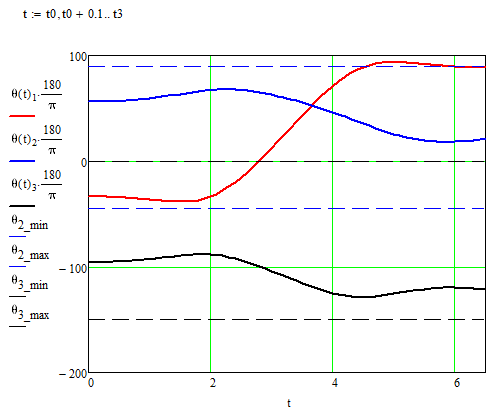 t := t0, t0 + 0.1.. t3
100
θ(t)₁·180/π
θ(t)₂·180/π
0
θ(t)₃·180/π
θ2_min
θ2_max
−100
θ3_min
θ3_max
−200
0 2 4 6
t